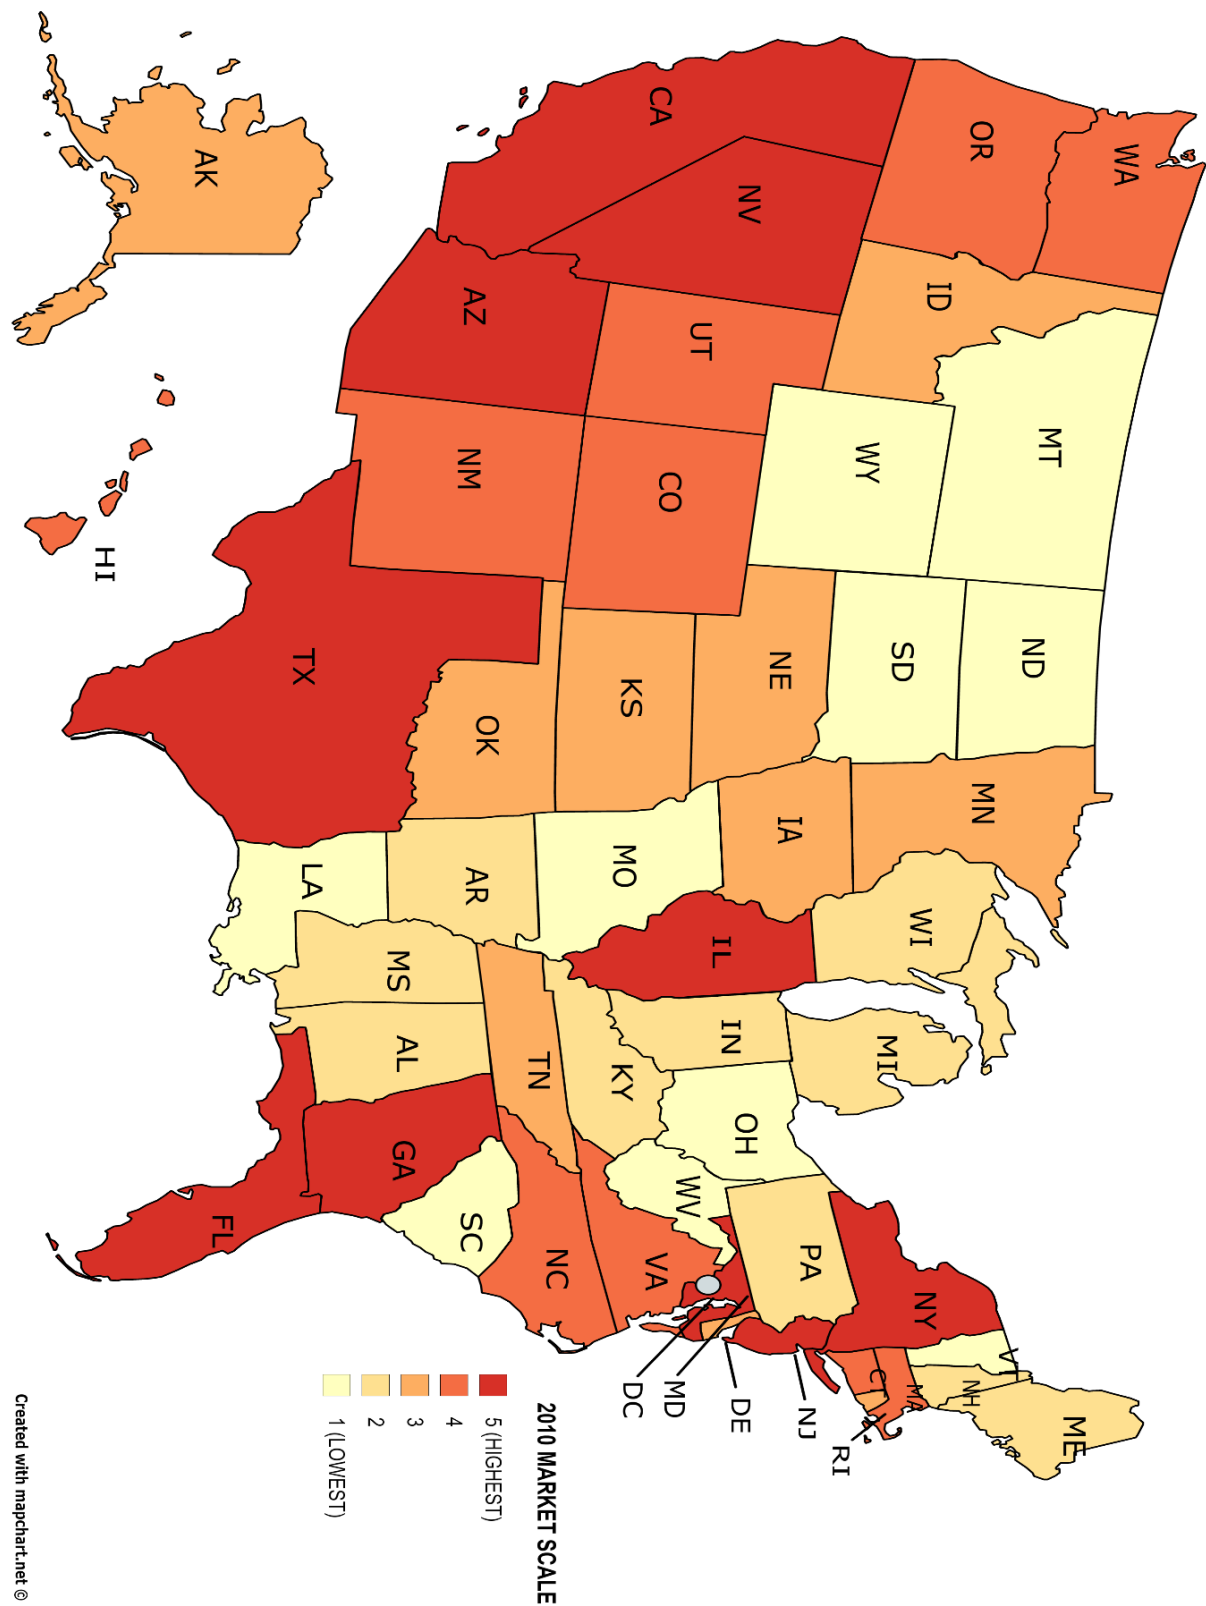 WA
OR
CA
NV
ID
MT
WY
UT
AZ
CO
NM
ND
SD
NE
KS
OK
TX
MN
IA
MO
AR
LA
WI
IL
MS
MI
IN
KY
TN
AL
OH
WV
GA
FL
SC
NC
VA
PA
NY
VT
NH
ME
MA
CT
RI
NJ
DE
MD
DC
AK
HI
2010 MARKET SCALE
5 (HIGHEST)
4
3
2
1 (LOWEST)
Created with mapchart.net ©